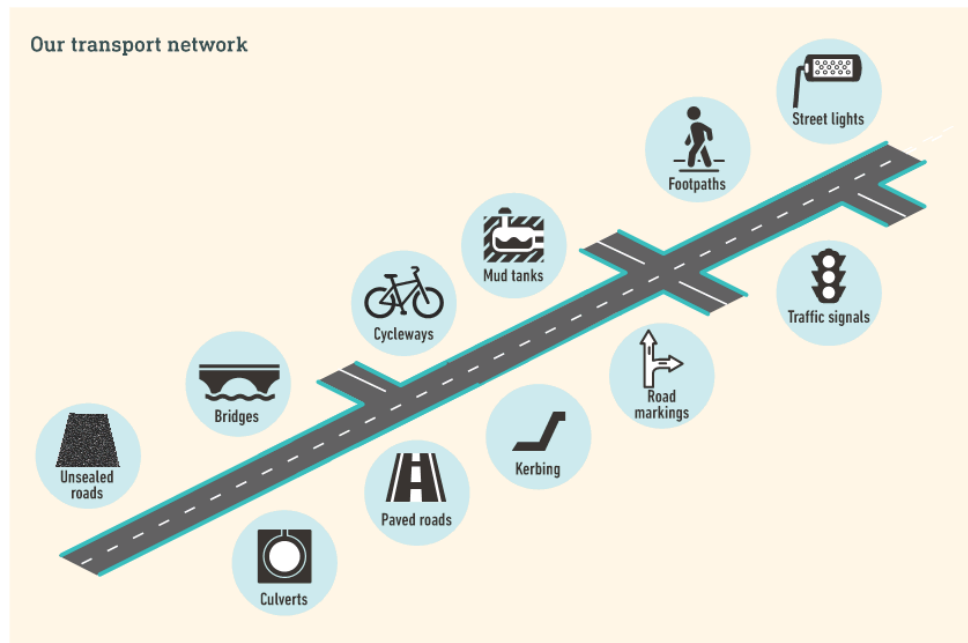 Our transport network
Street lights
Footpaths
Mud tanks
Cycleways
Traffic signals
Bridges
Road
markings
Kerbing
Unsealed
roads
Paved roads
Culverts